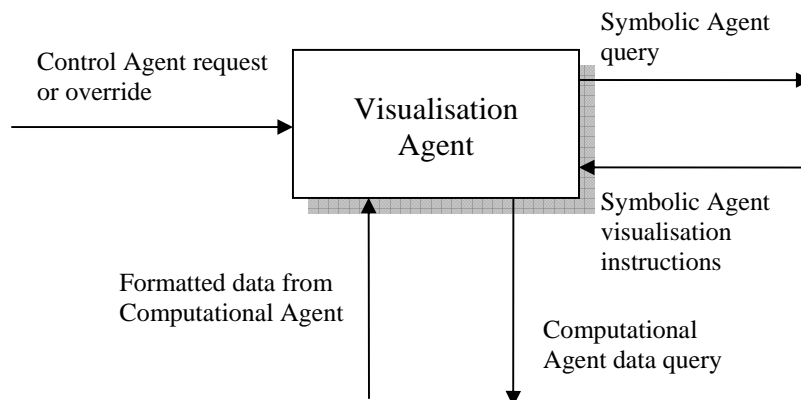 Symbolic Agent
query
Control Agent request
or override
Visualisation
Agent
Symbolic Agent
visualisation
instructions
Formatted data from
Computational Agent
Computational
Agent data query